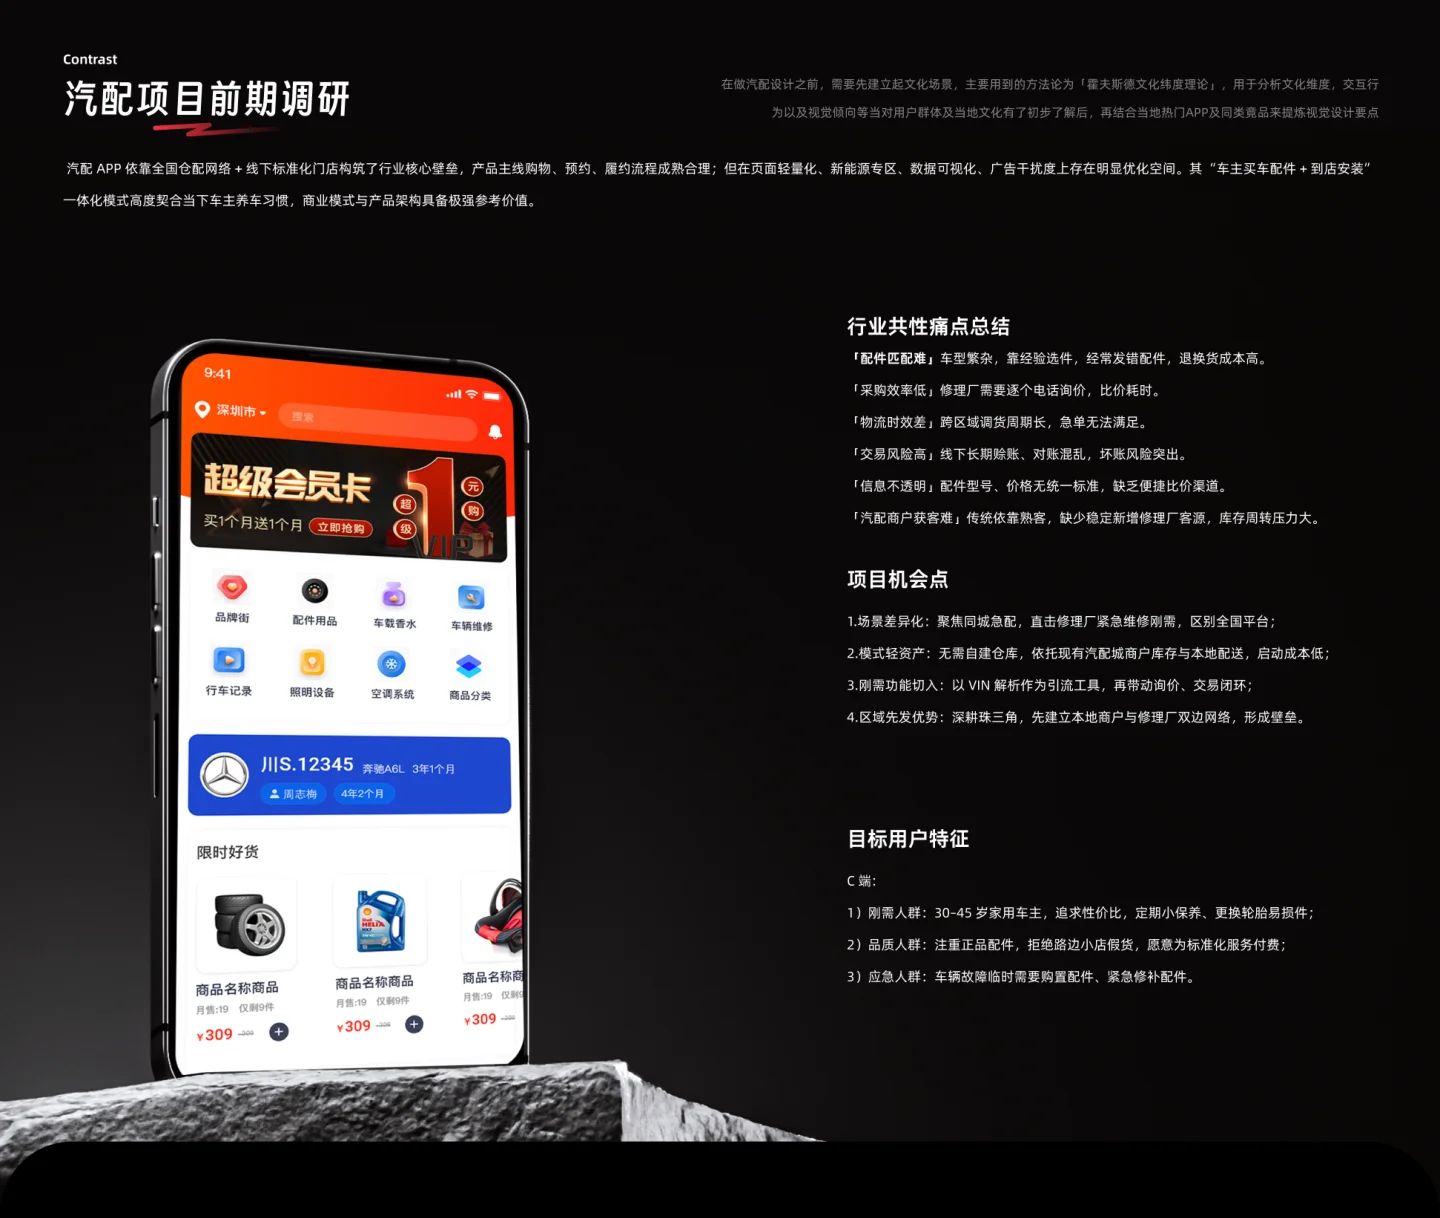 Contrast
汽配项目前期调研
在做汽配设计之前，需要先建立起文化场景，主要用到的方法论为「霍夫斯德文化纬度理论」，用于分析文化维度，交互行
为以及视觉倾向等当对用户群体及当地文化有了初步了解后，再结合当地热门APP及同类竟品来提炼视觉设计要点
汽配 APP 依靠全国仓配网络 + 线下标准化门店构筑了行业核心壁垒，产品主线购物、预约、履约流程成熟合理；但在页面轻量化、新能源专区、数据可视化、广告干扰度上存在明显优化空间。其 “车主买车配件 + 到店安装”
一体化模式高度契合当下车主养车习惯，商业模式与产品架构具备极强参考价值。
9:41
深圳市
搜索
超级会员卡
买1个月送1个月 立即抢购
超级 1 元购
VIP
品牌街 配件用品 车载香水 车辆维修
行车记录 照明设备 空调系统 商品分类
川S.12345 奔驰A6L 3年1个月
周志梅 4年2个月
限时好货
商品名称商品 商品名称商品 商品名称商
月售:19 仅剩9件 月售:19 仅剩9件 月售:19 仅剩9
¥309 ¥309 ¥309
行业共性痛点总结
「配件匹配难」车型繁杂，靠经验选件，经常发错配件，退换货成本高。
「采购效率低」修理厂需要逐个电话询价，比价耗时。
「物流时效差」跨区域调货周期长，急单无法满足。
「交易风险高」线下长期赊账、对账混乱，坏账风险突出。
「信息不透明」配件型号、价格无统一标准，缺乏便捷比价渠道。
「汽配商户获客难」传统依靠熟客，缺少稳定新增修理厂客源，库存周转压力大。
项目机会点
1.场景差异化：聚焦同城急配，直击修理厂紧急维修刚需，区别全国平台；
2.模式轻资产：无需自建仓库，依托现有汽配城商户库存与本地配送，启动成本低；
3.刚需功能切入：以 VIN 解析作为引流工具，再带动询价、交易闭环；
4.区域先发优势：深耕珠三角，先建立本地商户与修理厂双边网络，形成壁垒。
目标用户特征
C 端：
1）刚需人群：30-45 岁家用车主，追求性价比，定期小保养、更换轮胎易损件；
2）品质人群：注重正品配件，拒绝路边小店假货，愿意为标准化服务付费；
3）应急人群：车辆故障临时需要购置配件、紧急修补配件。